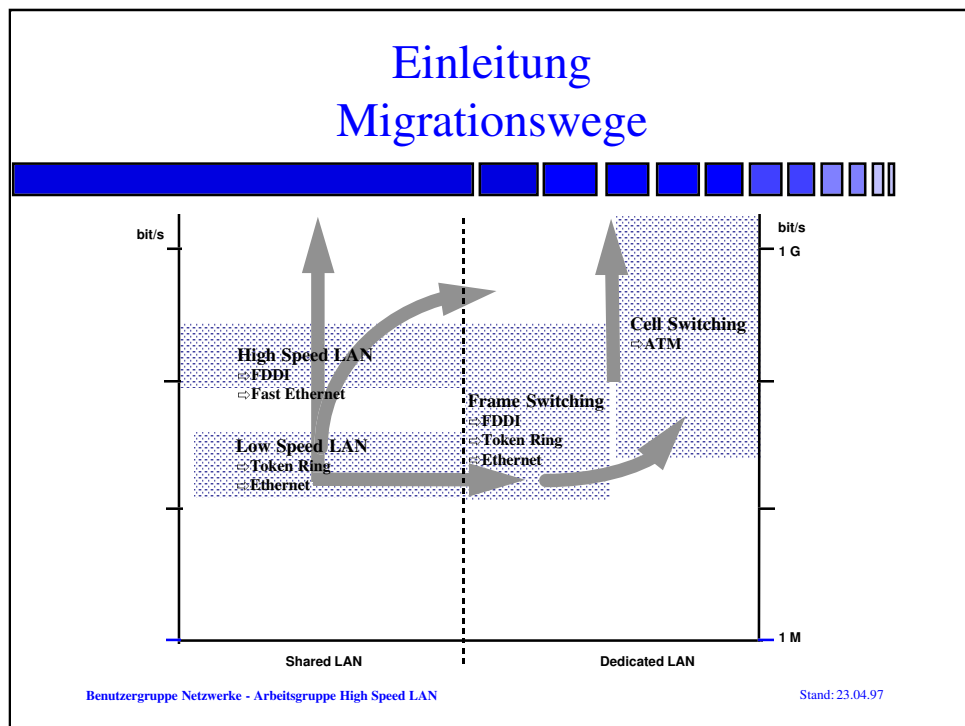 Einleitung
Migrationswege
bit/s
bit/s
1 G
High Speed LAN
⇨FDDI
⇨Fast Ethernet
Low Speed LAN
⇨Token Ring
⇨Ethernet
Frame Switching
⇨FDDI
⇨Token Ring
⇨Ethernet
Cell Switching
⇨ATM
1 M
Shared LAN
Dedicated LAN
Benutzergruppe Netzwerke - Arbeitsgruppe High Speed LAN
Stand: 23.04.97